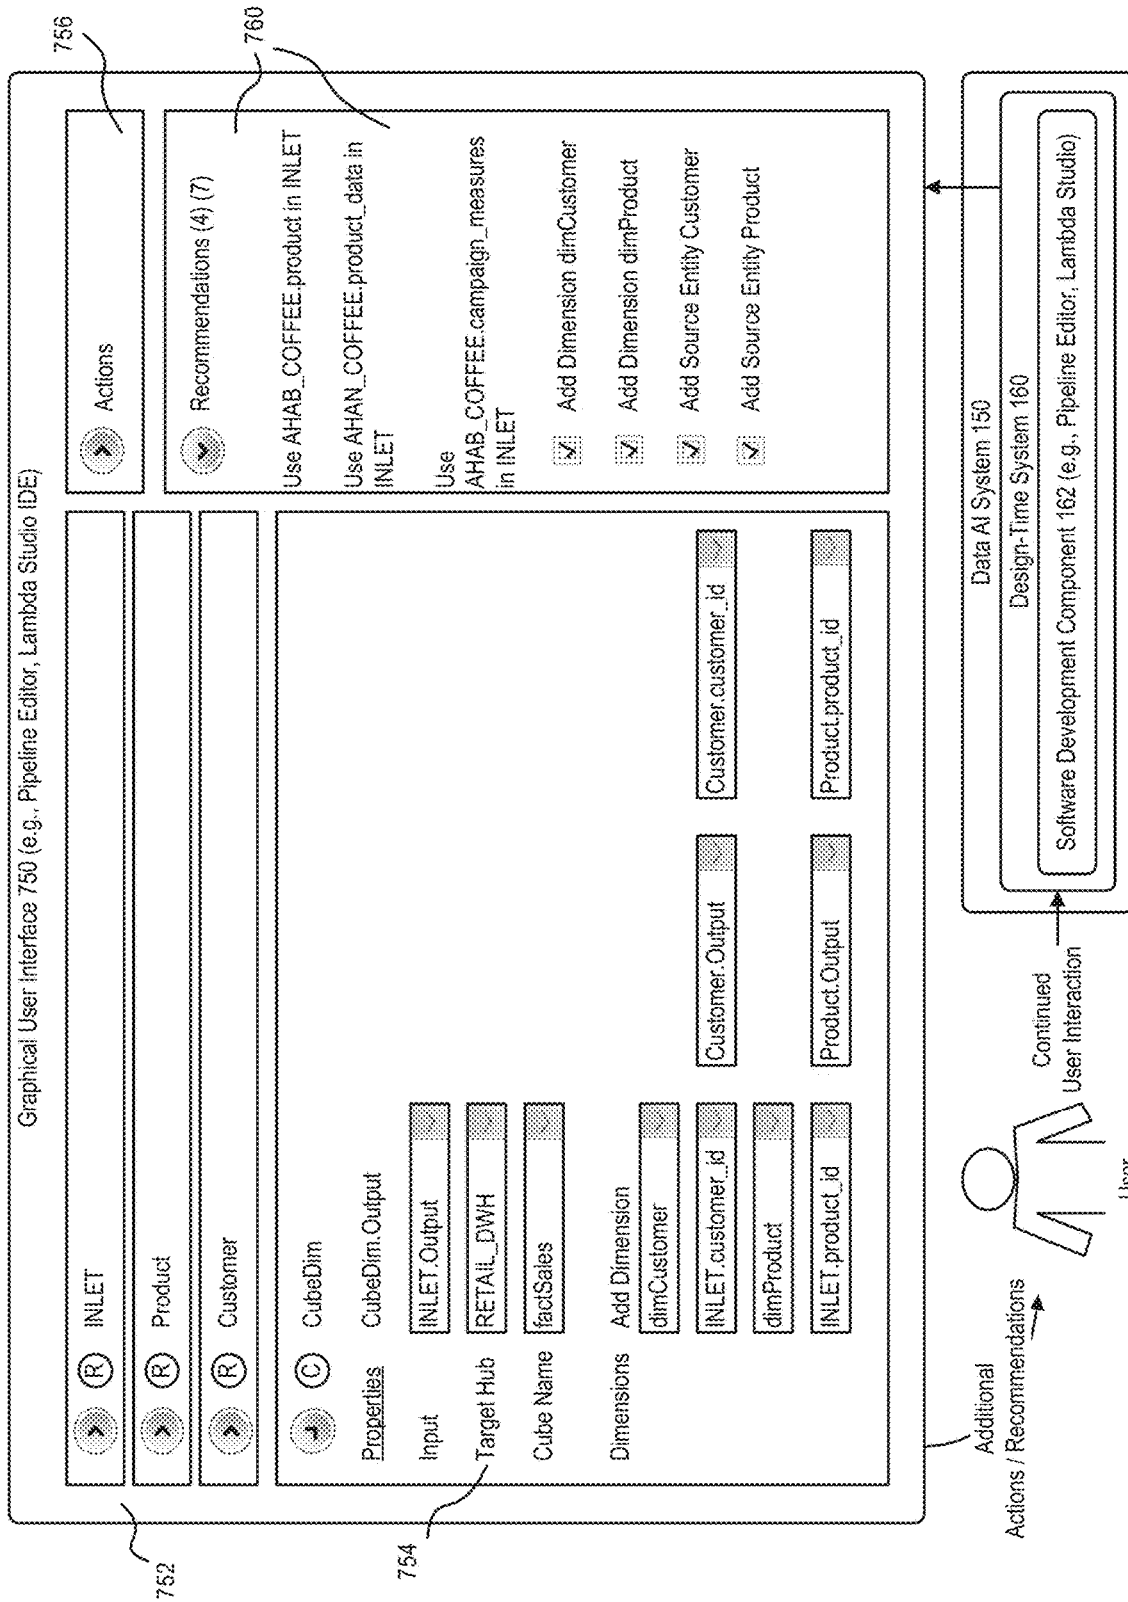 Graphical User Interface 750 (e.g., Pipeline Editor, Lambda Studio IDE)
752
INLET
R
Product
R
Customer
R
CubeDim
C
Properties
CubeDim.Output
Input
INLET.Output
754
Target Hub
RETAIL_DWH
Cube Name
factSales
Dimensions
Add Dimension
dimCustomer
INLET.customer_id
Customer.Output
Customer.customer_id
dimProduct
INLET.product_id
Product.Output
Product.product_id
756
Actions
760
Recommendations (4) (7)
Use AHAB_COFFEE.product in INLET
Use AHAN_COFFEE.product_data in
INLET
Use
AHAB_COFFEE.campaign_measures
in INLET
Add Dimension dimCustomer
Add Dimension dimProduct
Add Source Entity Customer
Add Source Entity Product
Additional
Actions / Recommendations
User
Continued
User Interaction
Data AI System 150
Design-Time System 160
Software Development Component 162 (e.g., Pipeline Editor, Lambda Studio)